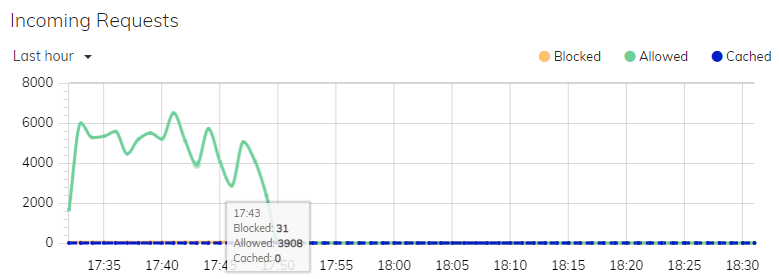 Incoming Requests
Last hour
Blocked Allowed Cached
8000
6000
4000
2000
0
17:43
Blocked: 31
Allowed: 3908
Cached: 0
17:35 17:40 17:45 17:50 17:55 18:00 18:05 18:10 18:15 18:20 18:25 18:30